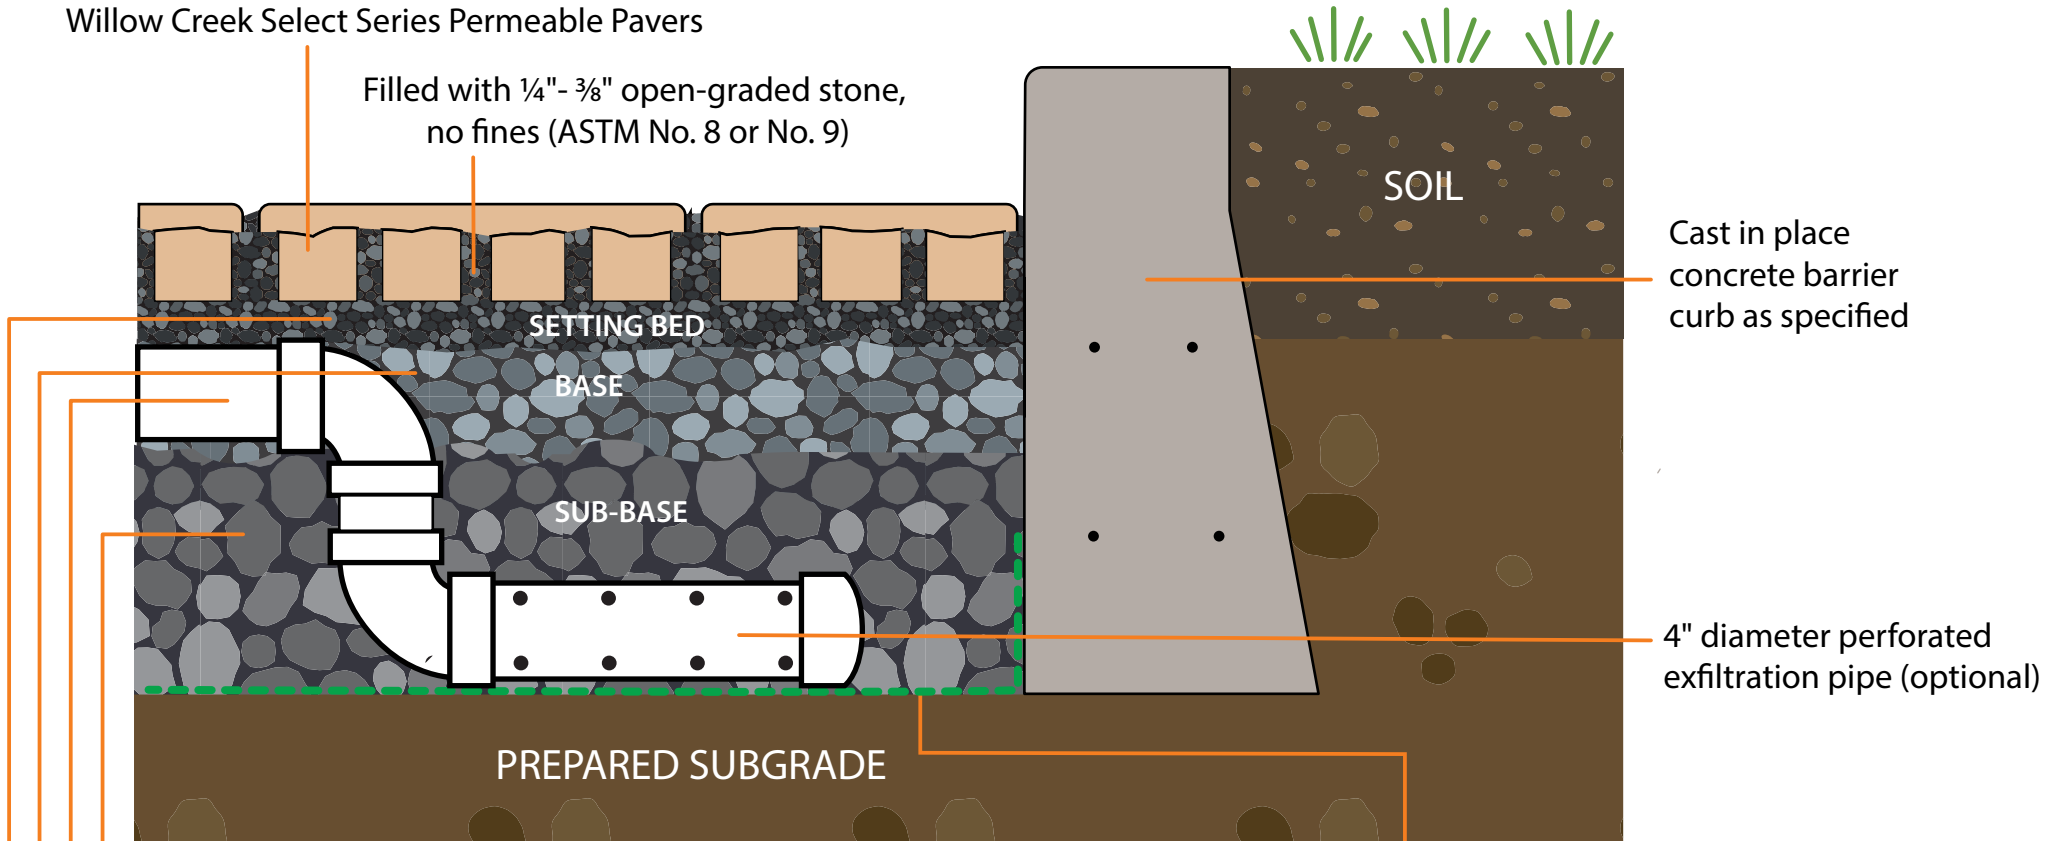 Willow Creek Select Series Permeable Pavers
Filled with ¼"- ⅜" open-graded stone,
no fines (ASTM No. 8 or No. 9)
SOIL
Cast in place
concrete barrier
curb as specified
SETTING BED
BASE
SUB-BASE
4" diameter perforated
exfiltration pipe (optional)
PREPARED SUBGRADE